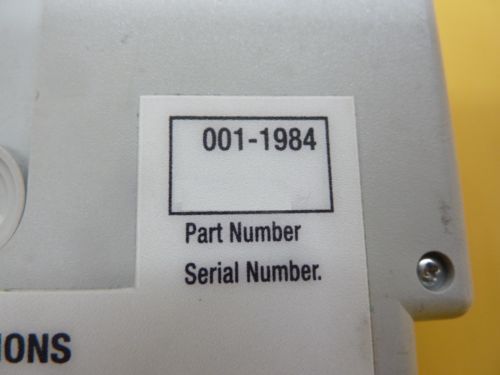 001-1984
Part Number
Serial Number.
IONS